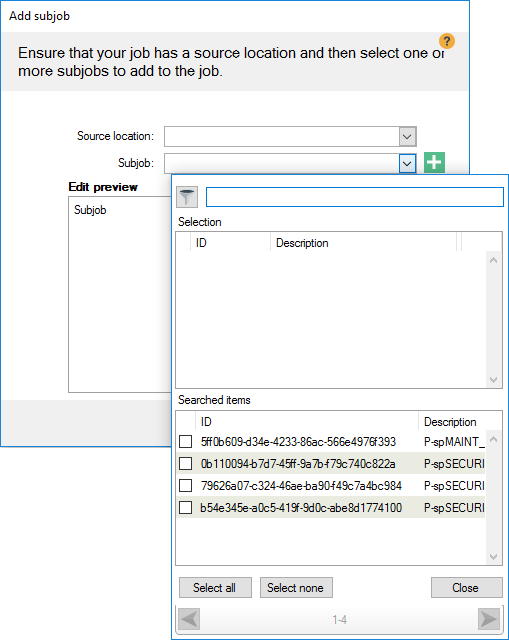 Add subjob
?
Ensure that your job has a source location and then select one or
more subjobs to add to the job.
Source location:
Subjob:
Edit preview
Subjob
Selection
ID Description
Searched items
ID Description
5ff0b609-d34e-4233-86ac-566e4976f393 P-spMAINT_
0b110094-b7d7-45ff-9a7b-f79c740c822a P-spSECURI
79626a07-c324-46ae-ba90-f49c7a4bc984 P-spSECURI
b54e345e-a0c5-419f-9d0c-abe8d1774100 P-spSECURI
Select all Select none Close
1-4